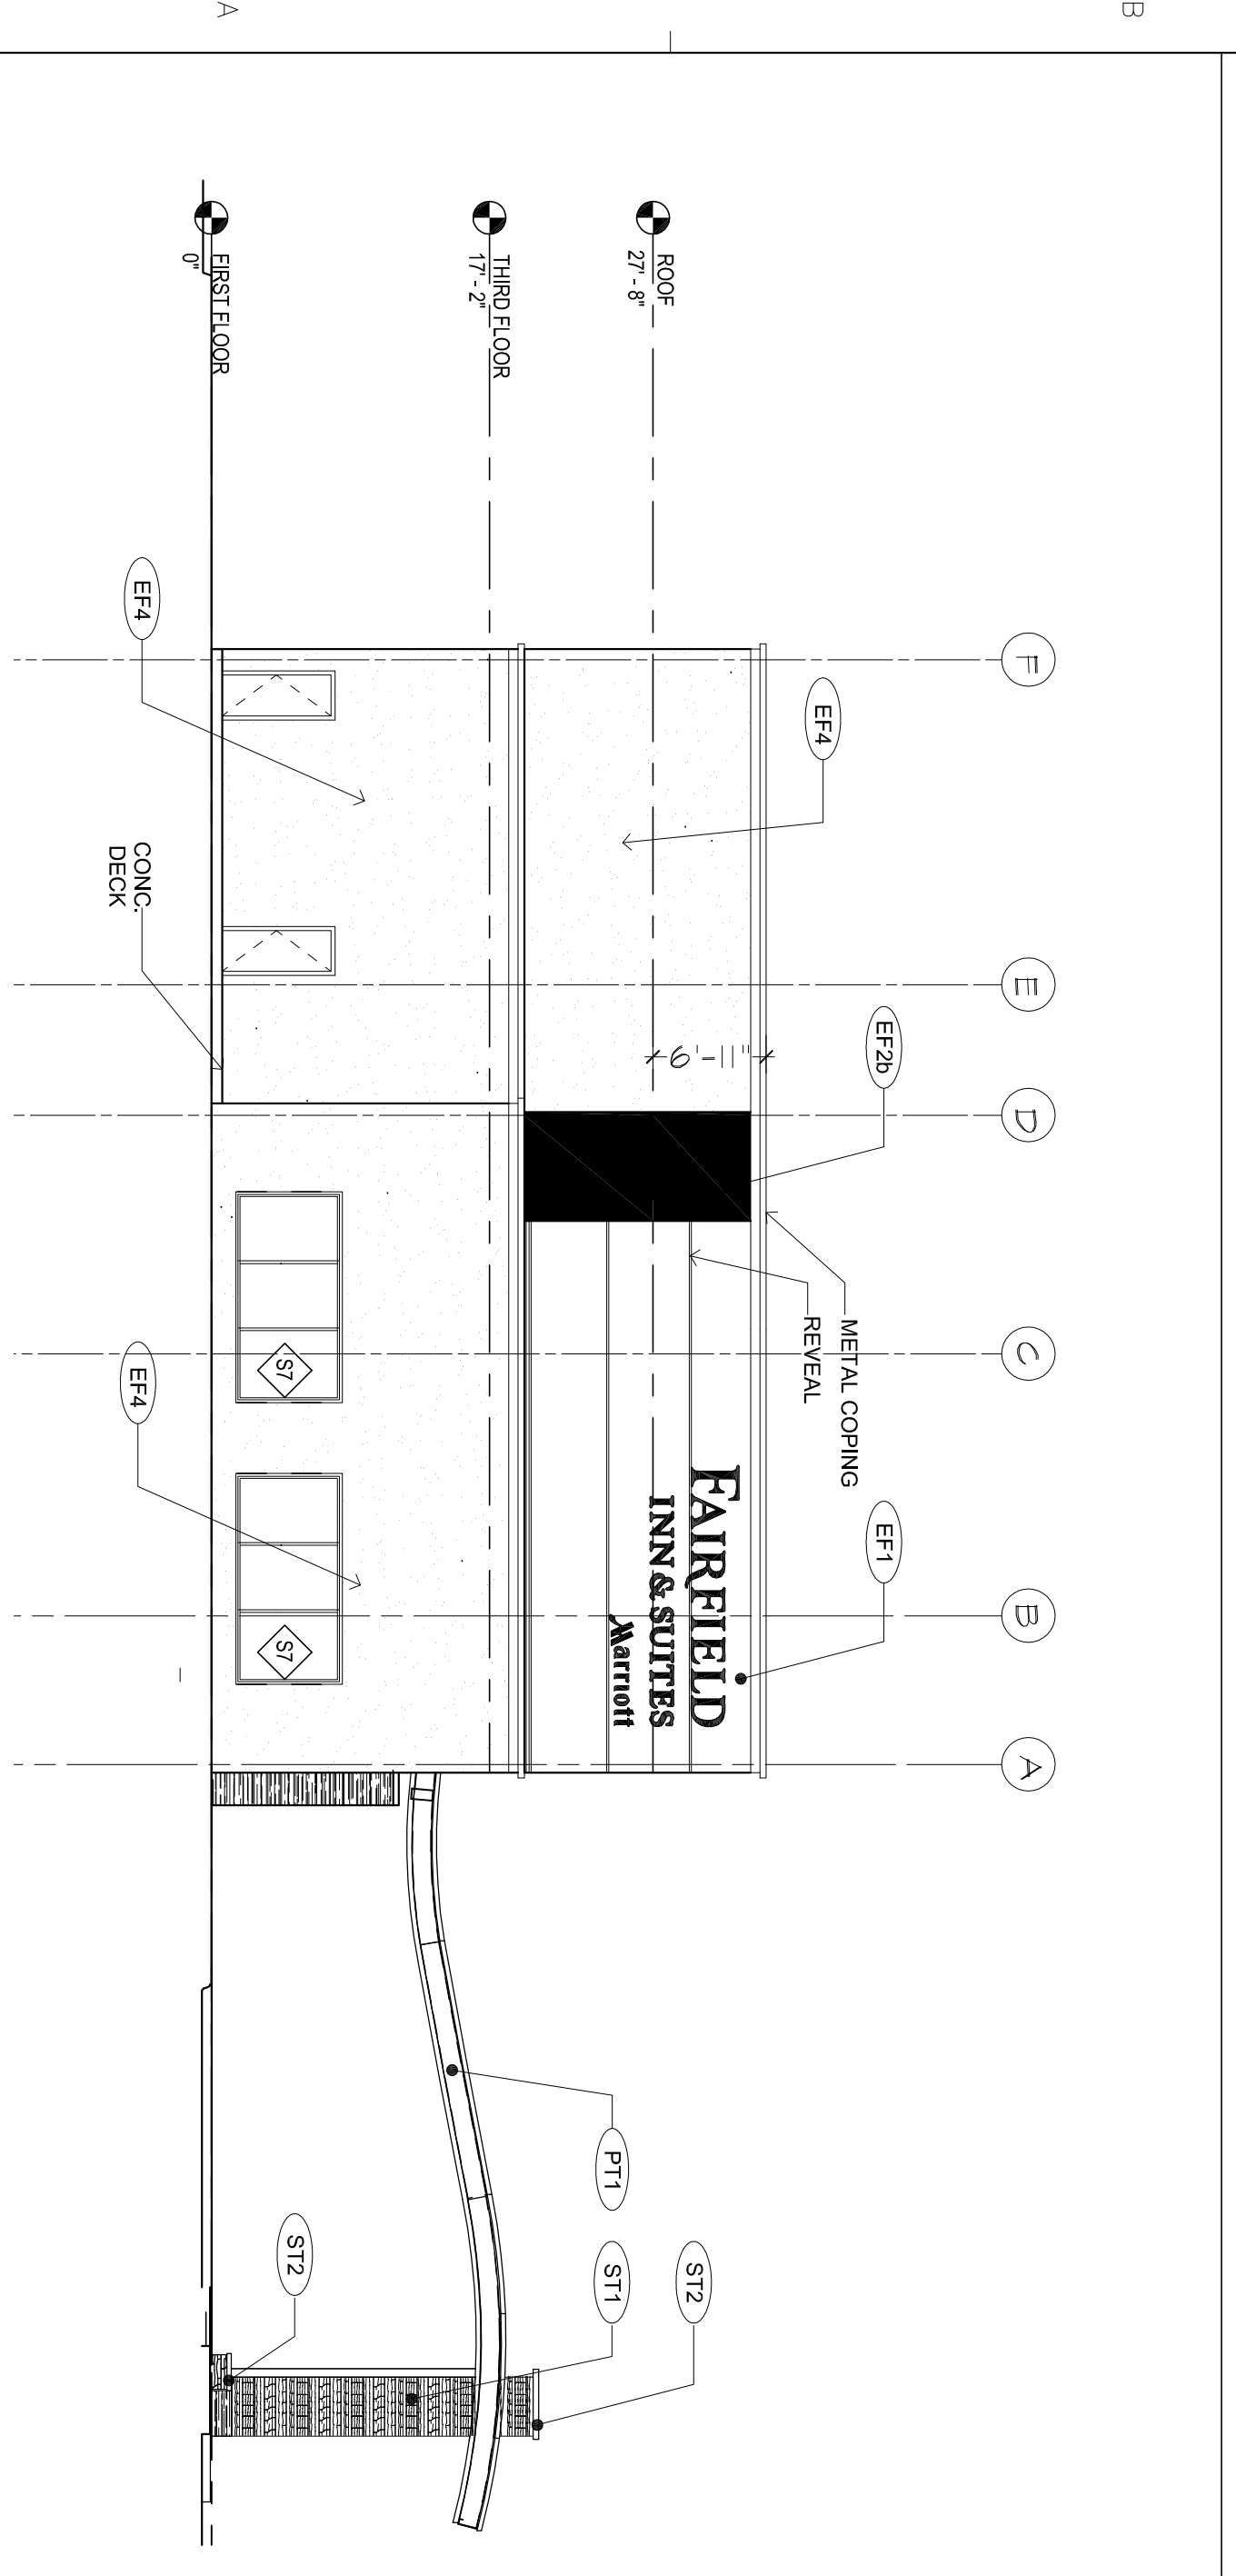 B
F
E
D
C
B
A
EF2b
EF1
EF4
METAL COPING
REVEAL
6'-11"
ROOF
27' - 8"
FAIRFIELD
INN & SUITES
Marriott
ST2
PT1
ST1
THIRD FLOOR
17' - 2"
S7
S7
ST2
FIRST FLOOR
0"
A
EF4
CONC.
DECK
EF4